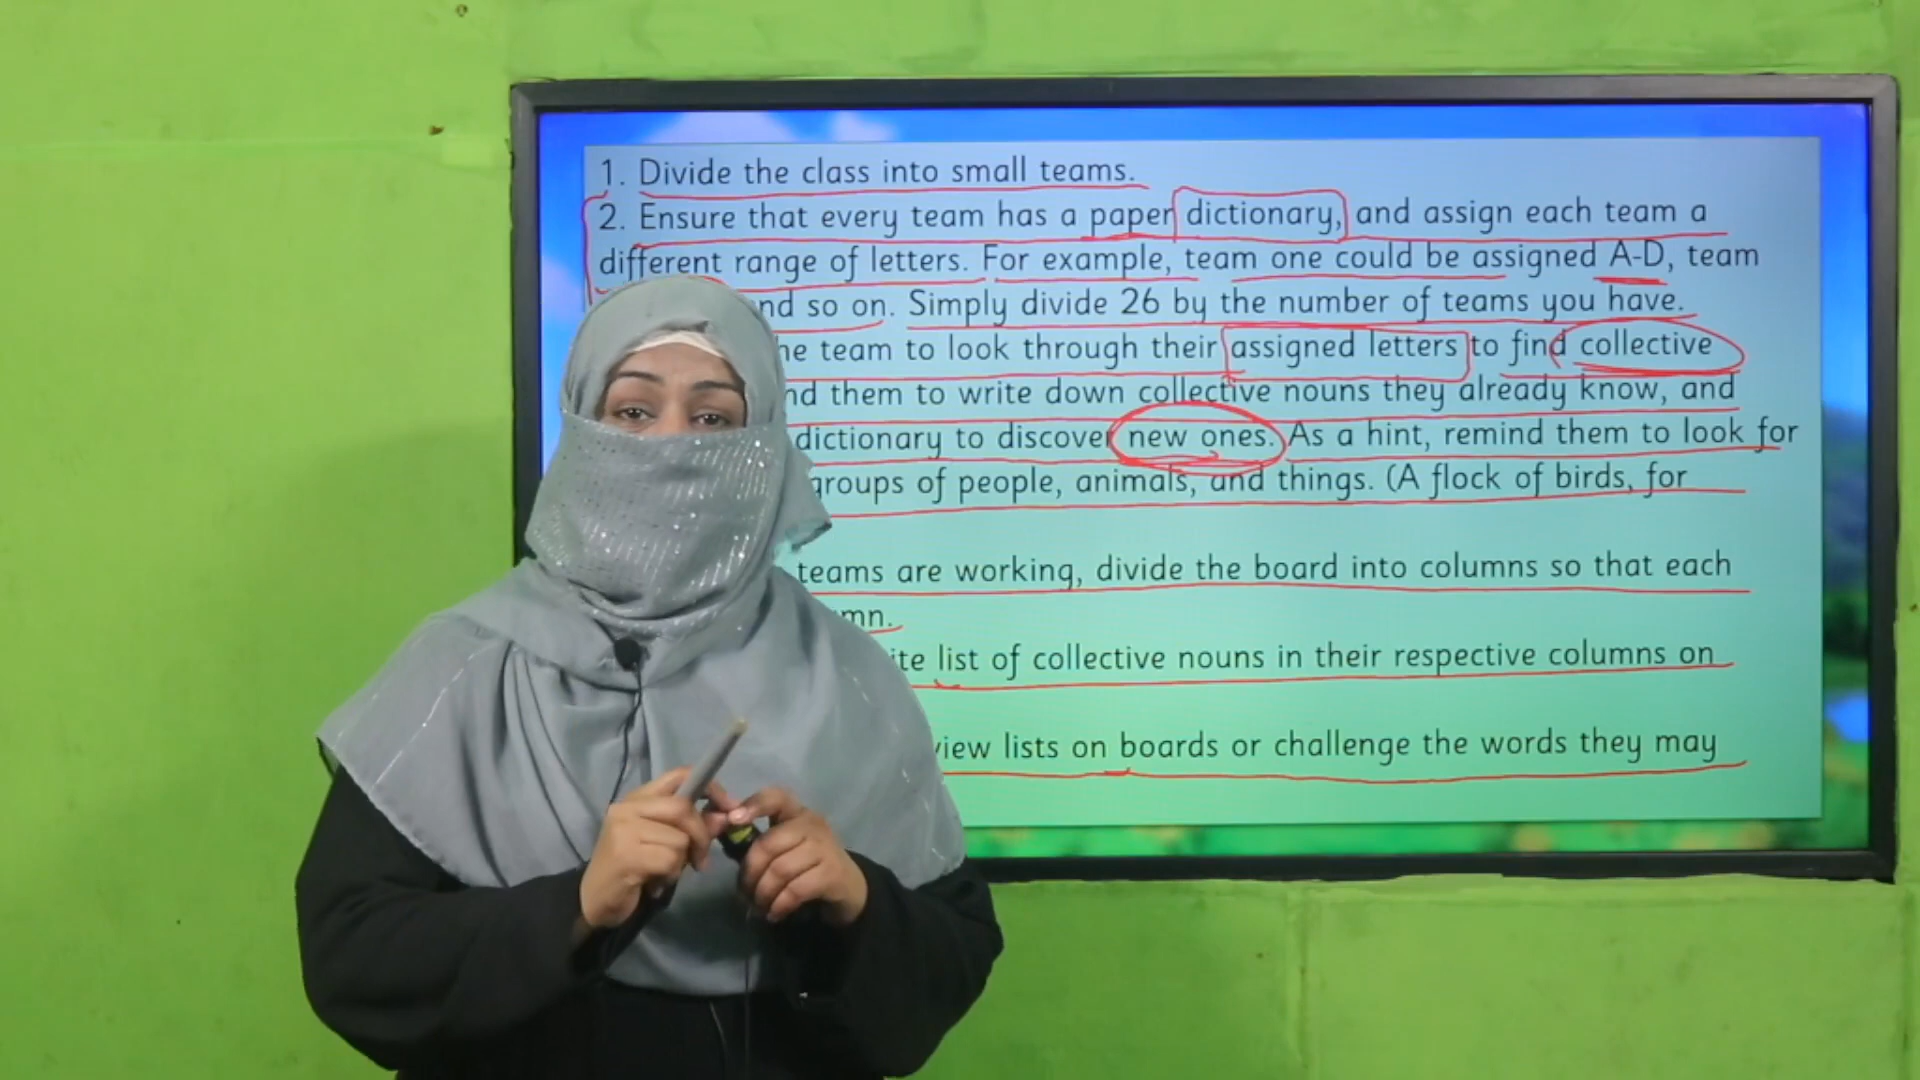 1. Divide the class into small teams.
2. Ensure that every team has a paper dictionary, and assign each team a
different range of letters. For example, team one could be assigned A-D, team
so on. Simply divide 26 by the number of teams you have.
team to look through their assigned letters to find collective
them to write down collective nouns they already know, and
dictionary to discover new ones. As a hint, remind them to look for
groups of people, animals, and things. (A flock of birds, for
teams are working, divide the board into columns so that each
list of collective nouns in their respective columns on
lists on boards or challenge the words they may